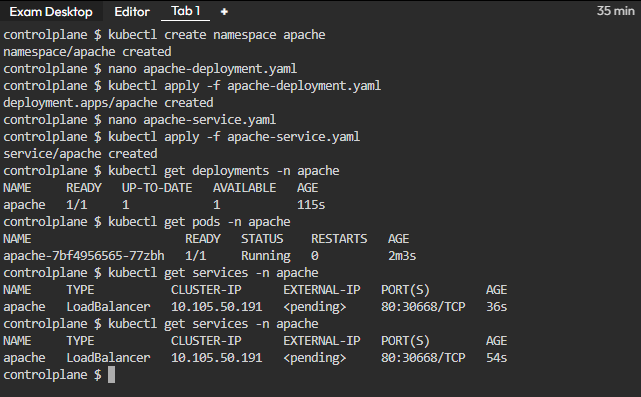 Exam Desktop Editor Tab 1 + 35 min
controlplane $ kubectl create namespace apache
namespace/apache created
controlplane $ nano apache-deployment.yaml
controlplane $ kubectl apply -f apache-deployment.yaml
deployment.apps/apache created
controlplane $ nano apache-service.yaml
controlplane $ kubectl apply -f apache-service.yaml
service/apache created
controlplane $ kubectl get deployments -n apache
NAME     READY   UP-TO-DATE   AVAILABLE   AGE
apache   1/1     1            1           115s
controlplane $ kubectl get pods -n apache
NAME                      READY   STATUS    RESTARTS   AGE
apache-7bf4956565-77zbh   1/1     Running   0          2m3s
controlplane $ kubectl get services -n apache
NAME     TYPE           CLUSTER-IP      EXTERNAL-IP   PORT(S)        AGE
apache   LoadBalancer   10.105.50.191   <pending>     80:30668/TCP   36s
controlplane $ kubectl get services -n apache
NAME     TYPE           CLUSTER-IP      EXTERNAL-IP   PORT(S)        AGE
apache   LoadBalancer   10.105.50.191   <pending>     80:30668/TCP   54s
controlplane $